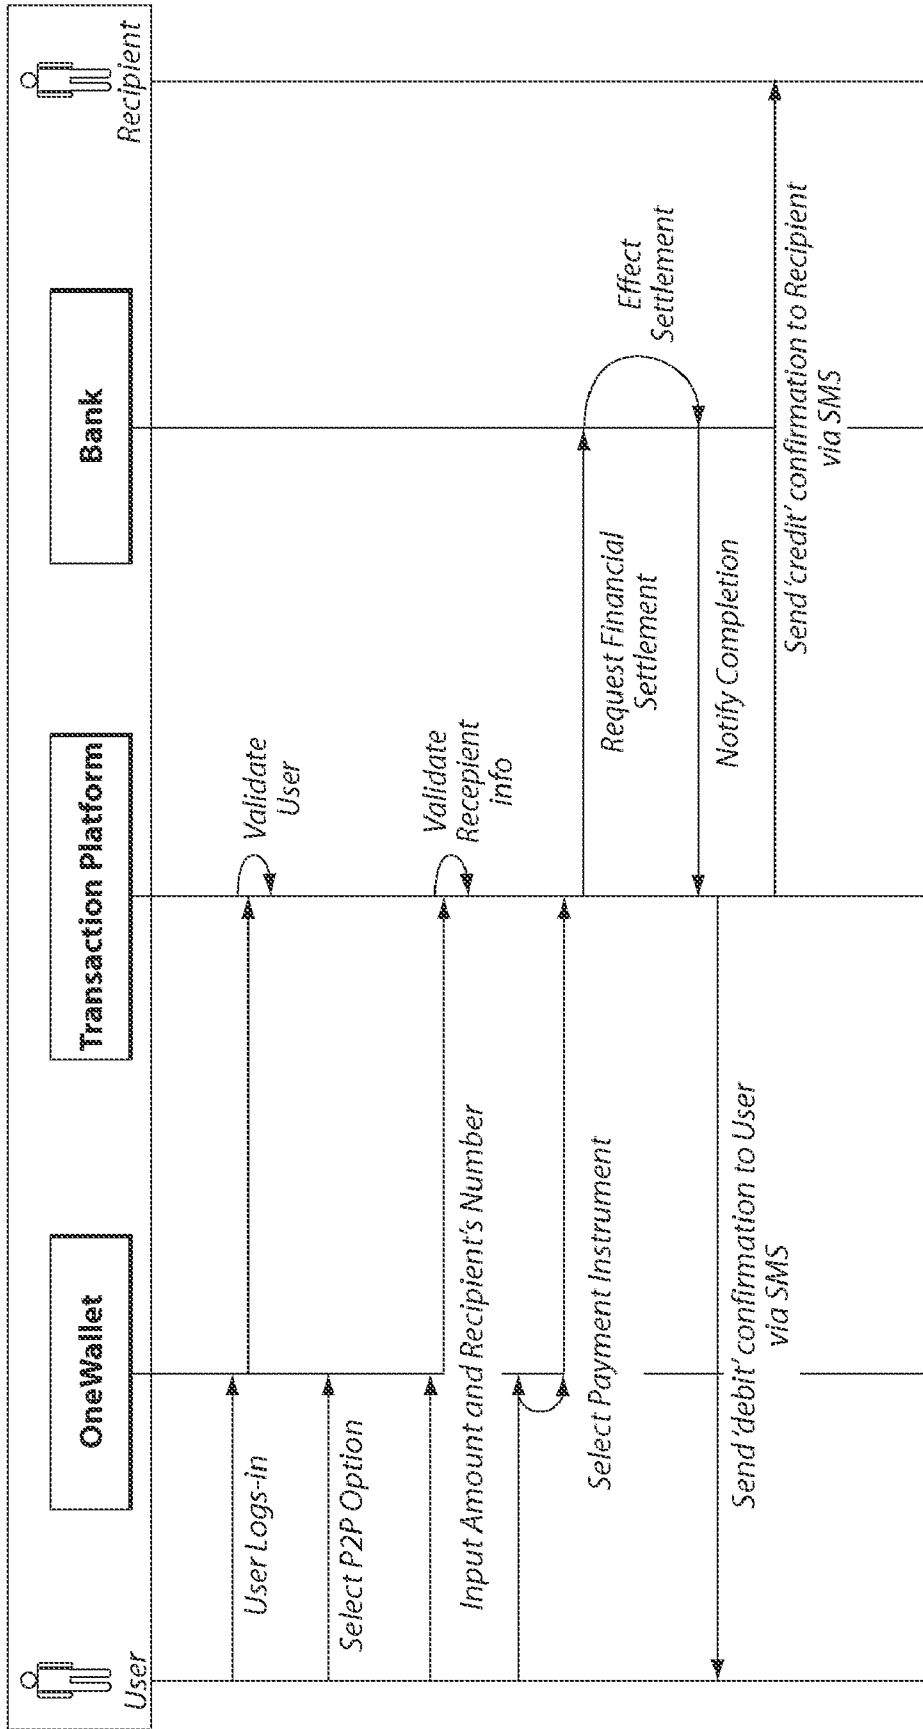 User
OneWallet
Transaction Platform
Bank
Recipient
User Logs-in
Validate
User
Select P2P Option
Input Amount and Recipient's Number
Validate
Recepient
info
Select Payment Instrument
Request Financial
Settlement
Effect
Settlement
Notify Completion
Send 'debit' confirmation to User
via SMS
Send 'credit' confirmation to Recipient
via SMS